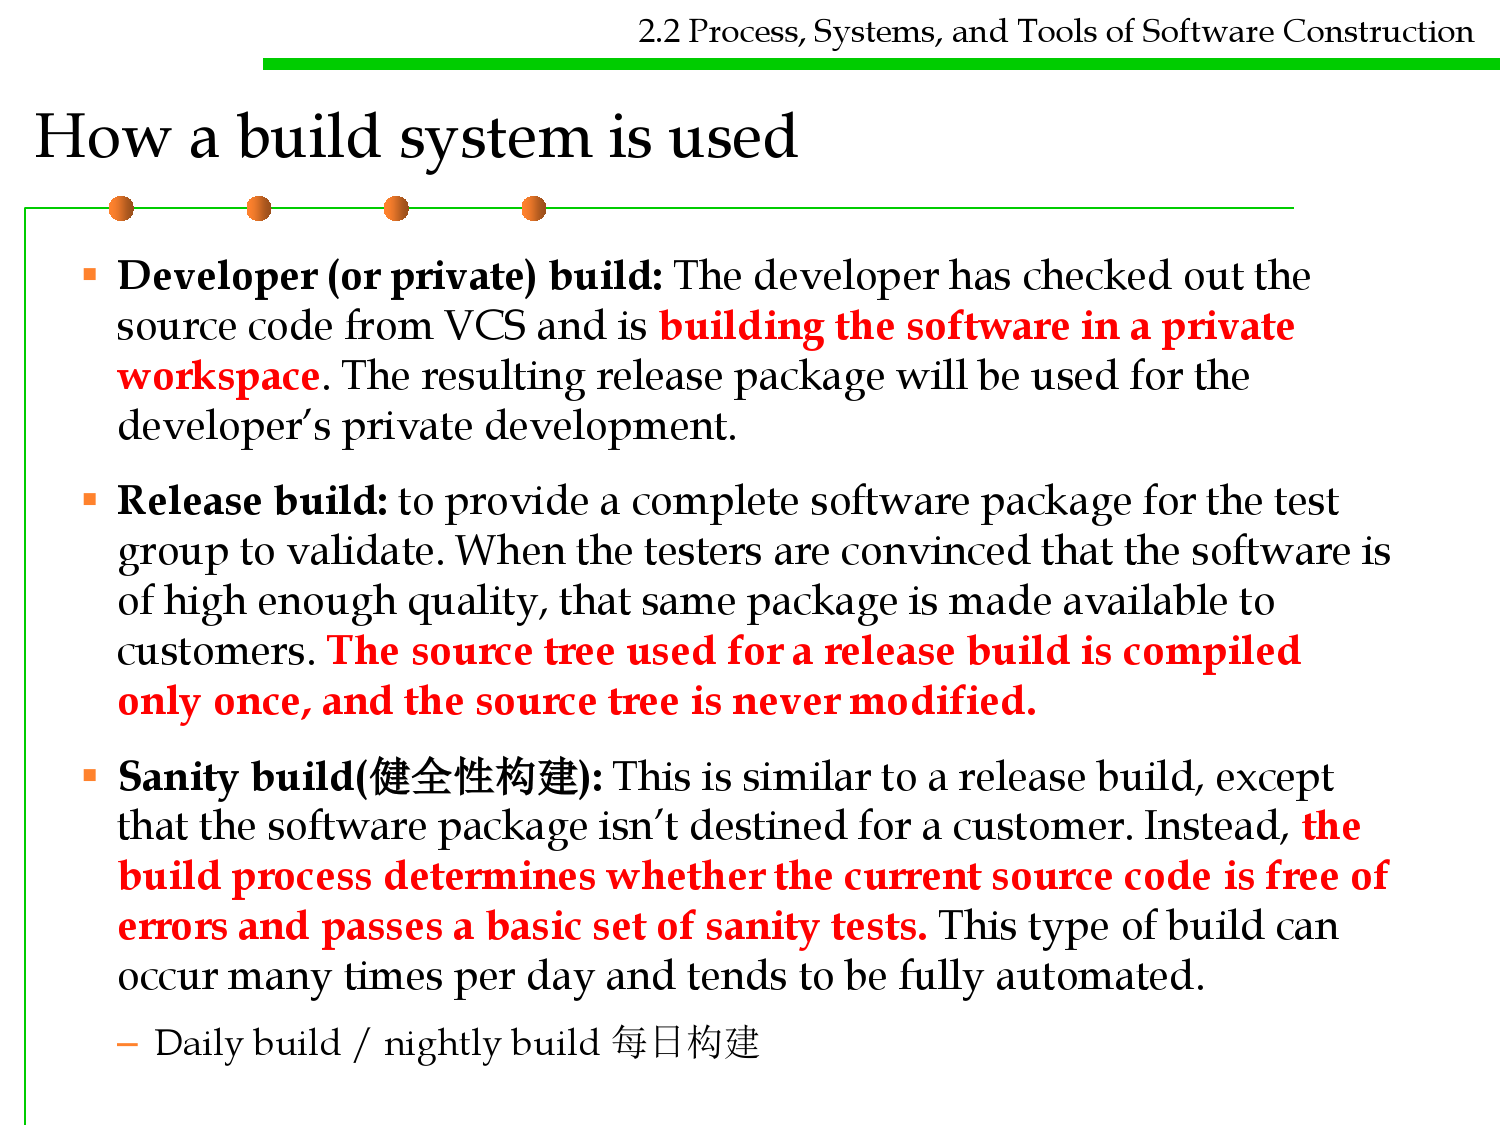 2.2 Process, Systems, and Tools of Software Construction
How a build system is used
▪ Developer (or private) build: The developer has checked out the
source code from VCS and is building the software in a private
workspace. The resulting release package will be used for the
developer’s private development.
▪ Release build: to provide a complete software package for the test
group to validate. When the testers are convinced that the software is
of high enough quality, that same package is made available to
customers. The source tree used for a release build is compiled
only once, and the source tree is never modified.
▪ Sanity build(健全性构建): This is similar to a release build, except
that the software package isn’t destined for a customer. Instead, the
build process determines whether the current source code is free of
errors and passes a basic set of sanity tests. This type of build can
occur many times per day and tends to be fully automated.
– Daily build / nightly build 每日构建